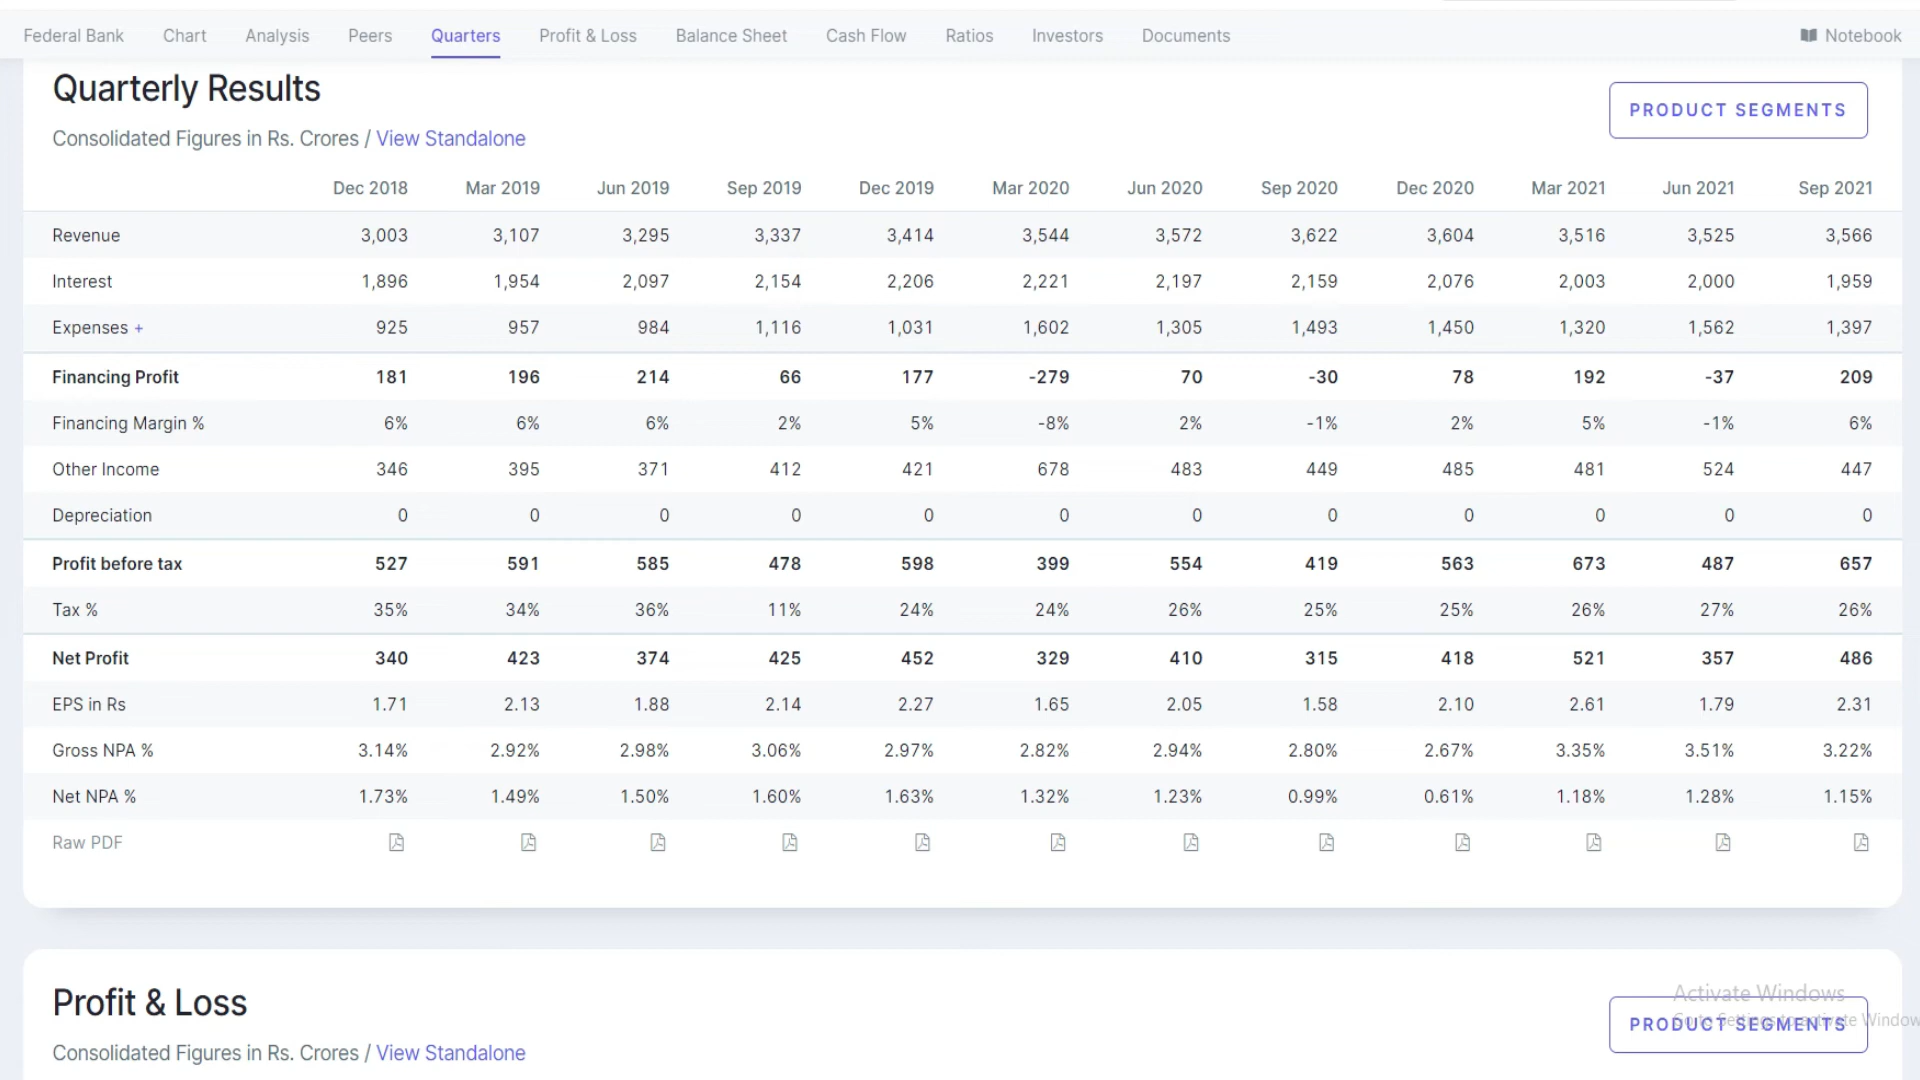 Federal Bank Chart Analysis Peers Quarters Profit & Loss Balance Sheet Cash Flow Ratios Investors Documents Notebook
Quarterly Results
PRODUCT SEGMENTS
Consolidated Figures in Rs. Crores / View Standalone
Dec 2018 Mar 2019 Jun 2019 Sep 2019 Dec 2019 Mar 2020 Jun 2020 Sep 2020 Dec 2020 Mar 2021 Jun 2021 Sep 2021
Revenue 3,003 3,107 3,295 3,337 3,414 3,544 3,572 3,622 3,604 3,516 3,525 3,566
Interest 1,896 1,954 2,097 2,154 2,206 2,221 2,197 2,159 2,076 2,003 2,000 1,959
Expenses + 925 957 984 1,116 1,031 1,602 1,305 1,493 1,450 1,320 1,562 1,397
Financing Profit 181 196 214 66 177 -279 70 -30 78 192 -37 209
Financing Margin % 6% 6% 6% 2% 5% -8% 2% -1% 2% 5% -1% 6%
Other Income 346 395 371 412 421 678 483 449 485 481 524 447
Depreciation 0 0 0 0 0 0 0 0 0 0 0 0
Profit before tax 527 591 585 478 598 399 554 419 563 673 487 657
Tax % 35% 34% 36% 11% 24% 24% 26% 25% 25% 26% 27% 26%
Net Profit 340 423 374 425 452 329 410 315 418 521 357 486
EPS in Rs 1.71 2.13 1.88 2.14 2.27 1.65 2.05 1.58 2.10 2.61 1.79 2.31
Gross NPA % 3.14% 2.92% 2.98% 3.06% 2.97% 2.82% 2.94% 2.80% 2.67% 3.35% 3.51% 3.22%
Net NPA % 1.73% 1.49% 1.50% 1.60% 1.63% 1.32% 1.23% 0.99% 0.61% 1.18% 1.28% 1.15%
Raw PDF
Profit & Loss
Activate Windows
Go to Settings to activate Window
PRODUCT SEGMENTS
Consolidated Figures in Rs. Crores / View Standalone